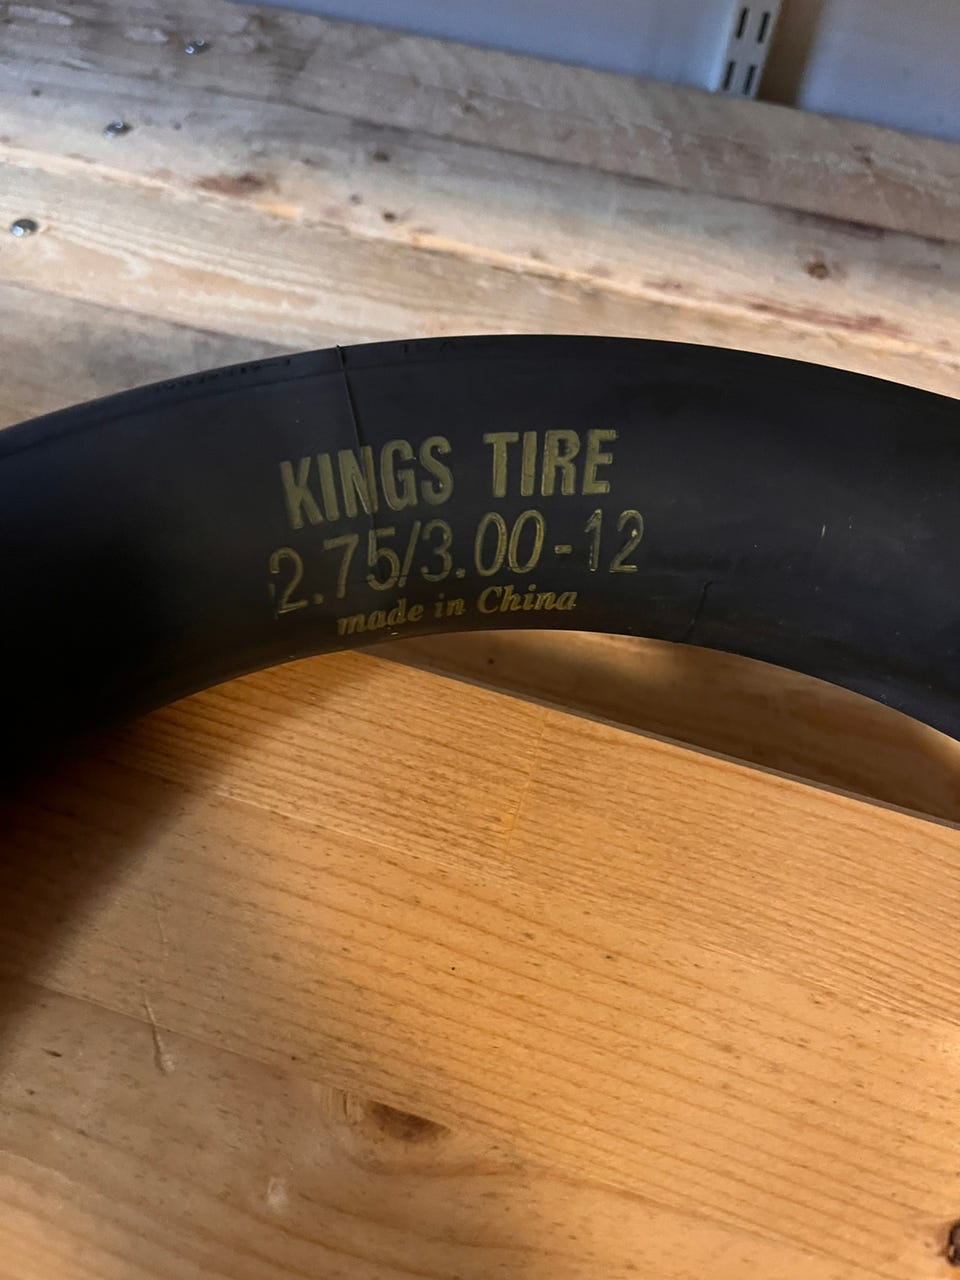 KINGS TIRE
2.75/3.00-12
made in China